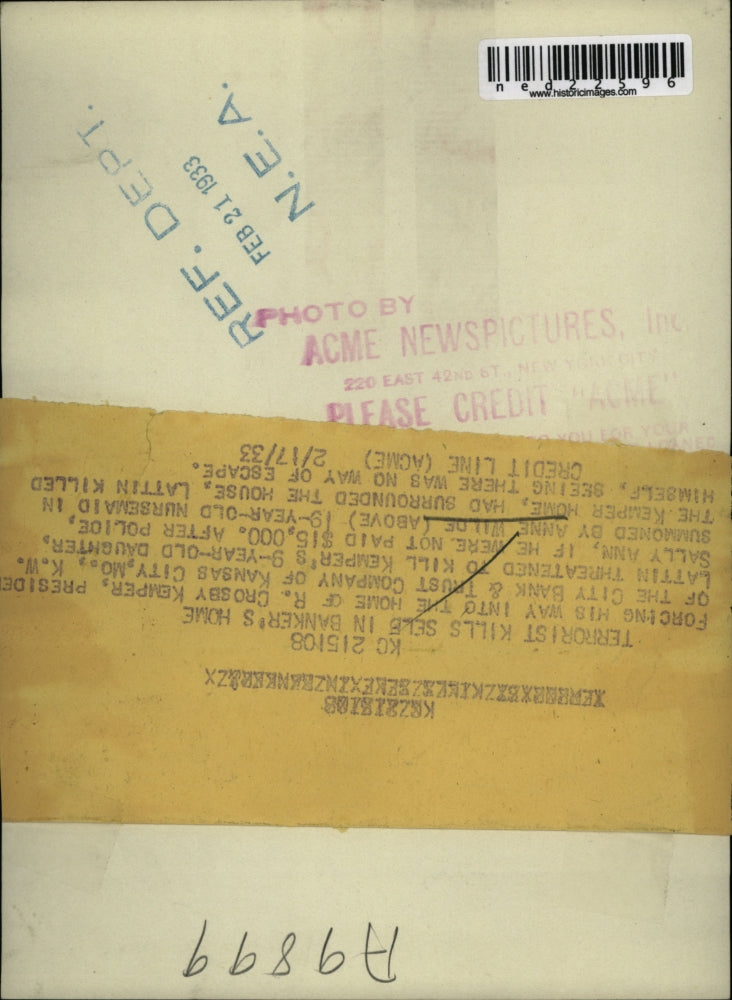 ned22596
www.historicimages.com
REF. DEPT.
FEB 21 1933
N.E.A.
PHOTO BY
ACME NEWSPICTURES, Inc
220 EAST 42ND ST., NEW YORK CITY
PLEASE CREDIT "ACME"
YOU FOR YOUR
KC 215108
TERRORIST KILLS SELF IN BANKER'S HOME
FORCING HIS WAY INTO THE HOME OF R. CROSBY KEMPER, PRESIDE
OF THE CITY BANK & TRUST COMPANY OF KANSAS CITY, MO., K.W.
LATTIN THREATENED TO KILL KEMPER'S 9-YEAR-OLD DAUGHTER,
SALLY ANN, IF HE WERE NOT PAID $15,000. AFTER POLICE,
SUMMONED BY ANNE WILDE (ABOVE) 19-YEAR-OLD NURSEMAID IN
THE KEMPER HOME, HAD SURROUNDED THE HOUSE, LATTIN KILLED
HIMSELF, SEEING THERE WAS NO WAY OF ESCAPE.
CREDIT LINE (ACME) 2/17/33
A9899